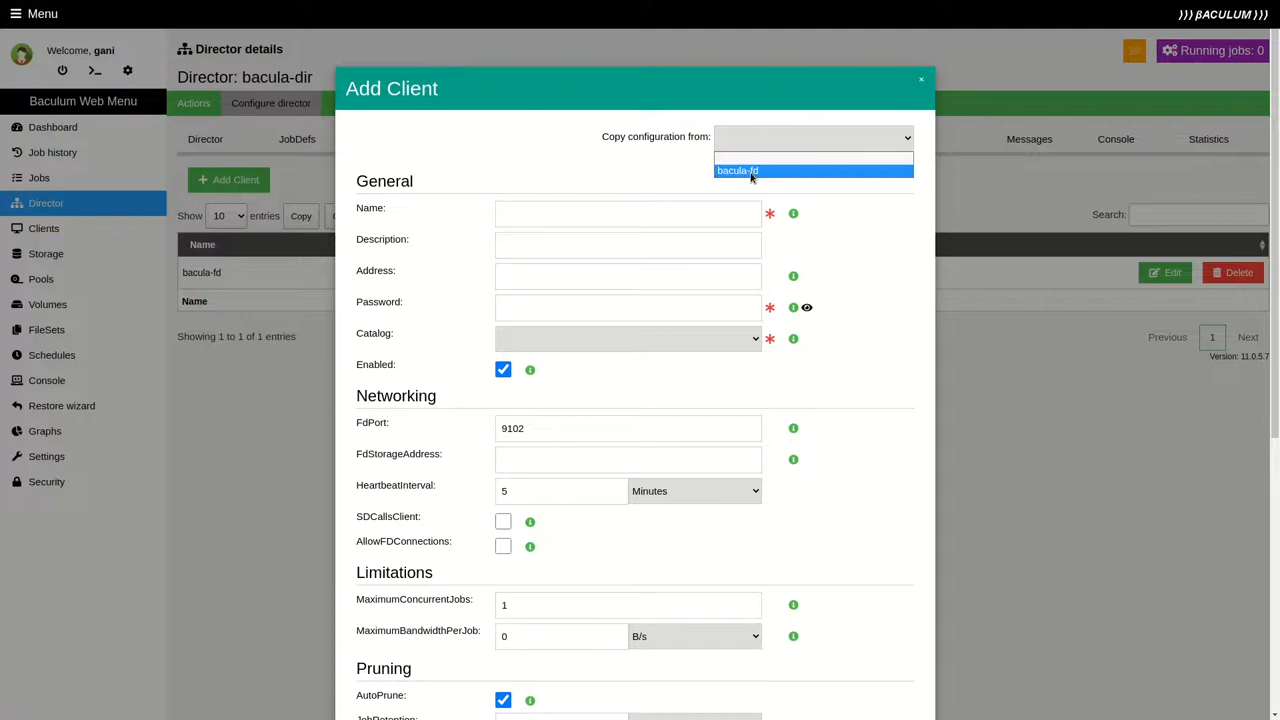 Menu
))) βACULUM )))
Welcome, gani
Baculum Web Menu
Dashboard
Job history
Jobs
Director
Clients
Storage
Pools
Volumes
FileSets
Schedules
Console
Restore wizard
Graphs
Settings
Security
Director details
Running jobs: 0
Director: bacula-dir
Actions
Configure director
Director
JobDefs
Messages
Console
Statistics
Add Client
Show 10 entries
Copy
Search:
Name
bacula-fd
Edit
Delete
Name
Showing 1 to 1 of 1 entries
Previous
1
Next
Version: 11.0.5.7
Add Client
×
Copy configuration from:
bacula-fd
General
Name:
Description:
Address:
Password:
Catalog:
Enabled:
Networking
FdPort:
9102
FdStorageAddress:
HeartbeatInterval:
5
Minutes
SDCallsClient:
AllowFDConnections:
Limitations
MaximumConcurrentJobs:
1
MaximumBandwidthPerJob:
0
B/s
Pruning
AutoPrune:
JobRetention: